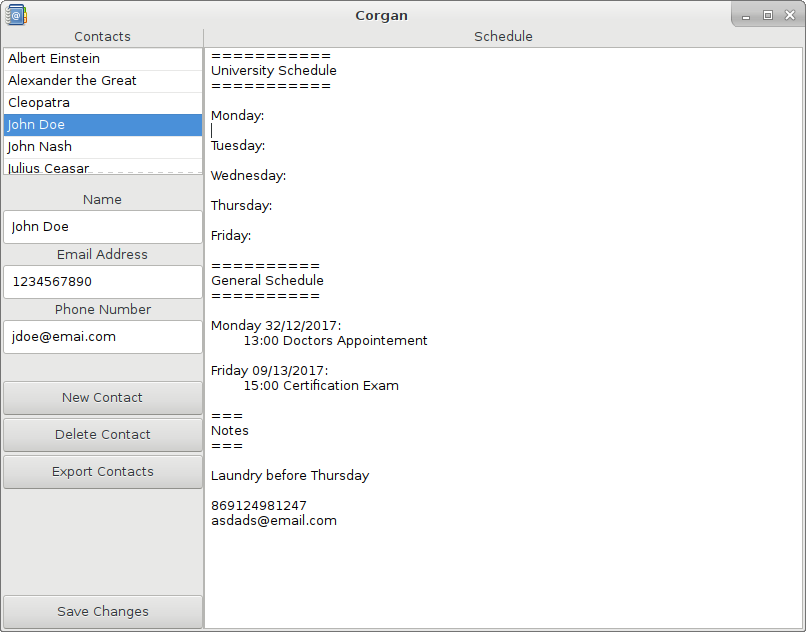 Corgan
Contacts
Albert Einstein
Alexander the Great
Cleopatra
John Doe
John Nash
Julius Ceasar
Name
John Doe
Email Address
1234567890
Phone Number
jdoe@emai.com
New Contact
Delete Contact
Export Contacts
Save Changes
Schedule
===========
University Schedule
===========
Monday:
Tuesday:
Wednesday:
Thursday:
Friday:
==========
General Schedule
==========
Monday 32/12/2017:
13:00 Doctors Appointement
Friday 09/13/2017:
15:00 Certification Exam
===
Notes
===
Laundry before Thursday
869124981247
asdads@email.com